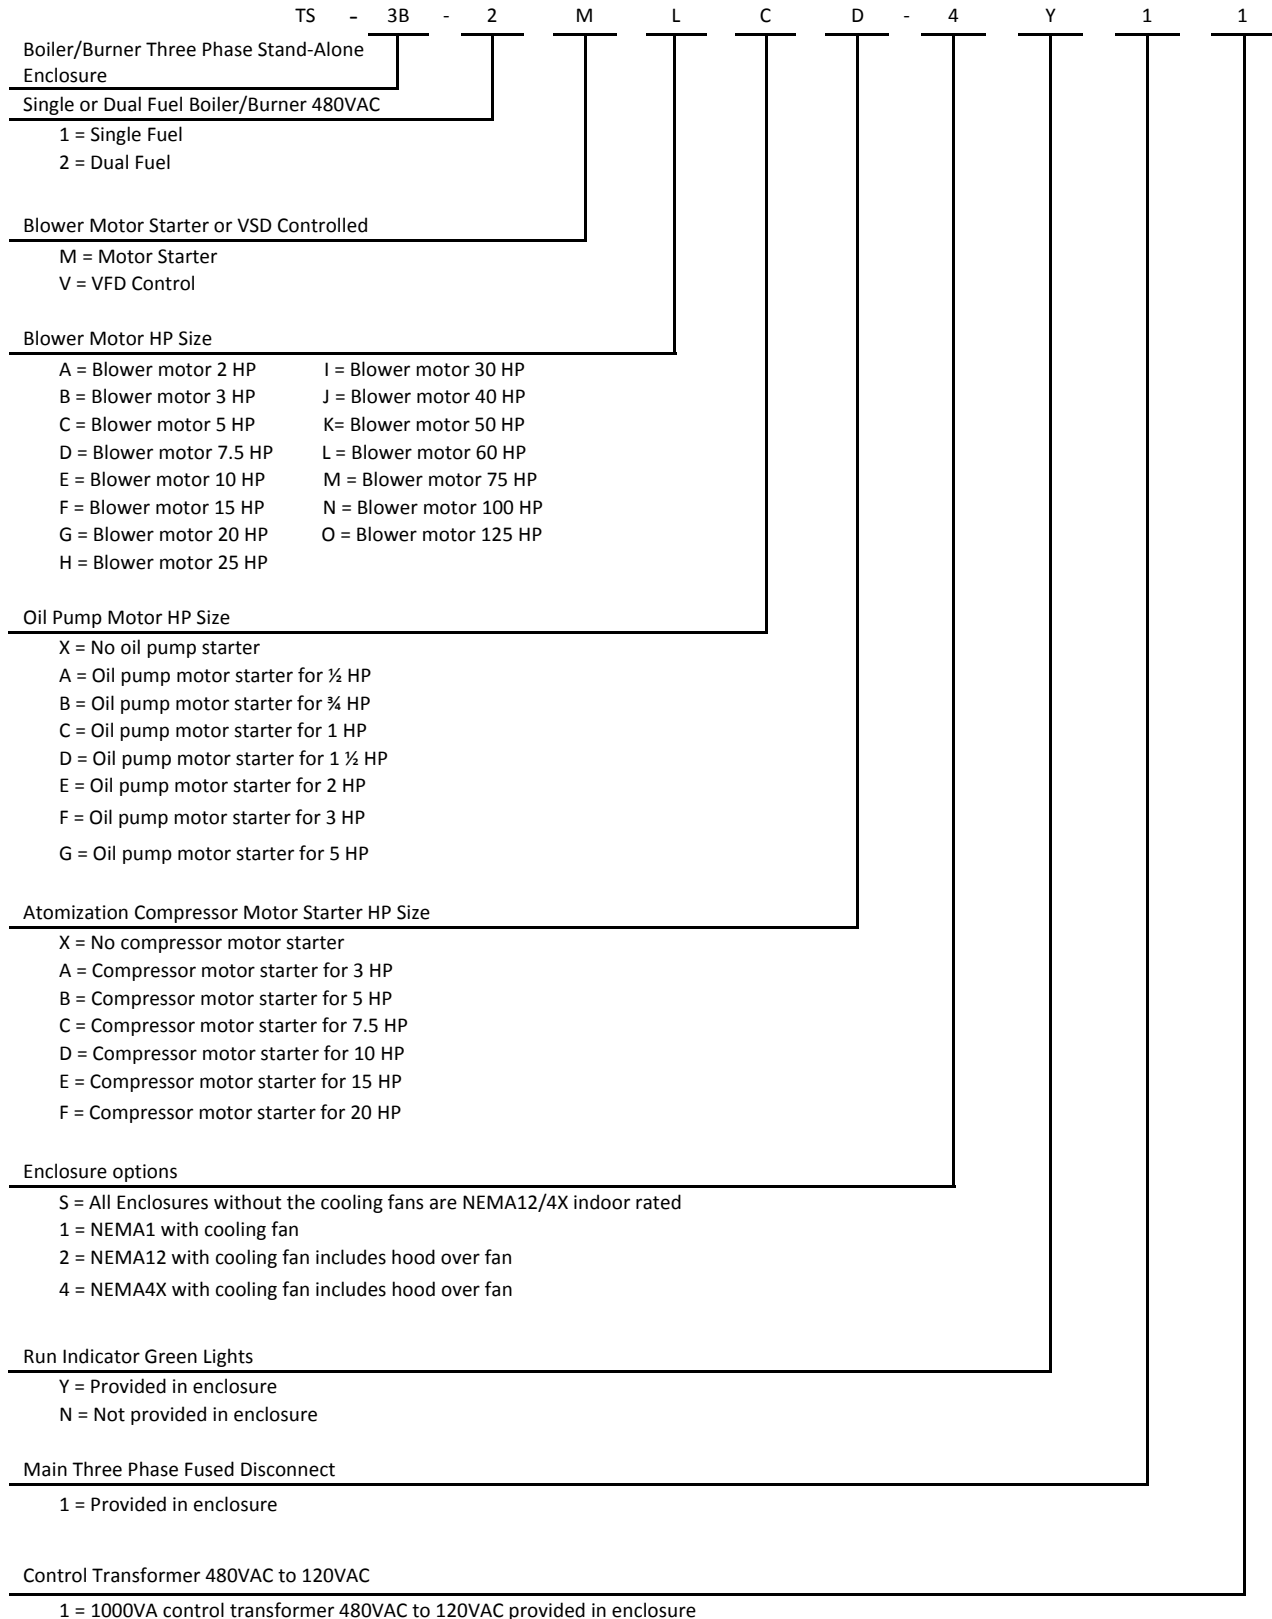 TS - 3B - 2 M L C D - 4 Y 1 1
Boiler/Burner Three Phase Stand-Alone
Enclosure
Single or Dual Fuel Boiler/Burner 480VAC
1 = Single Fuel
2 = Dual Fuel
Blower Motor Starter or VSD Controlled
M = Motor Starter
V = VFD Control
Blower Motor HP Size
A = Blower motor 2 HP I = Blower motor 30 HP
B = Blower motor 3 HP J = Blower motor 40 HP
C = Blower motor 5 HP K= Blower motor 50 HP
D = Blower motor 7.5 HP L = Blower motor 60 HP
E = Blower motor 10 HP M = Blower motor 75 HP
F = Blower motor 15 HP N = Blower motor 100 HP
G = Blower motor 20 HP O = Blower motor 125 HP
H = Blower motor 25 HP
Oil Pump Motor HP Size
X = No oil pump starter
A = Oil pump motor starter for ½ HP
B = Oil pump motor starter for ¾ HP
C = Oil pump motor starter for 1 HP
D = Oil pump motor starter for 1 ½ HP
E = Oil pump motor starter for 2 HP
F = Oil pump motor starter for 3 HP
G = Oil pump motor starter for 5 HP
Atomization Compressor Motor Starter HP Size
X = No compressor motor starter
A = Compressor motor starter for 3 HP
B = Compressor motor starter for 5 HP
C = Compressor motor starter for 7.5 HP
D = Compressor motor starter for 10 HP
E = Compressor motor starter for 15 HP
F = Compressor motor starter for 20 HP
Enclosure options
S = All Enclosures without the cooling fans are NEMA12/4X indoor rated
1 = NEMA1 with cooling fan
2 = NEMA12 with cooling fan includes hood over fan
4 = NEMA4X with cooling fan includes hood over fan
Run Indicator Green Lights
Y = Provided in enclosure
N = Not provided in enclosure
Main Three Phase Fused Disconnect
1 = Provided in enclosure
Control Transformer 480VAC to 120VAC
1 = 1000VA control transformer 480VAC to 120VAC provided in enclosure